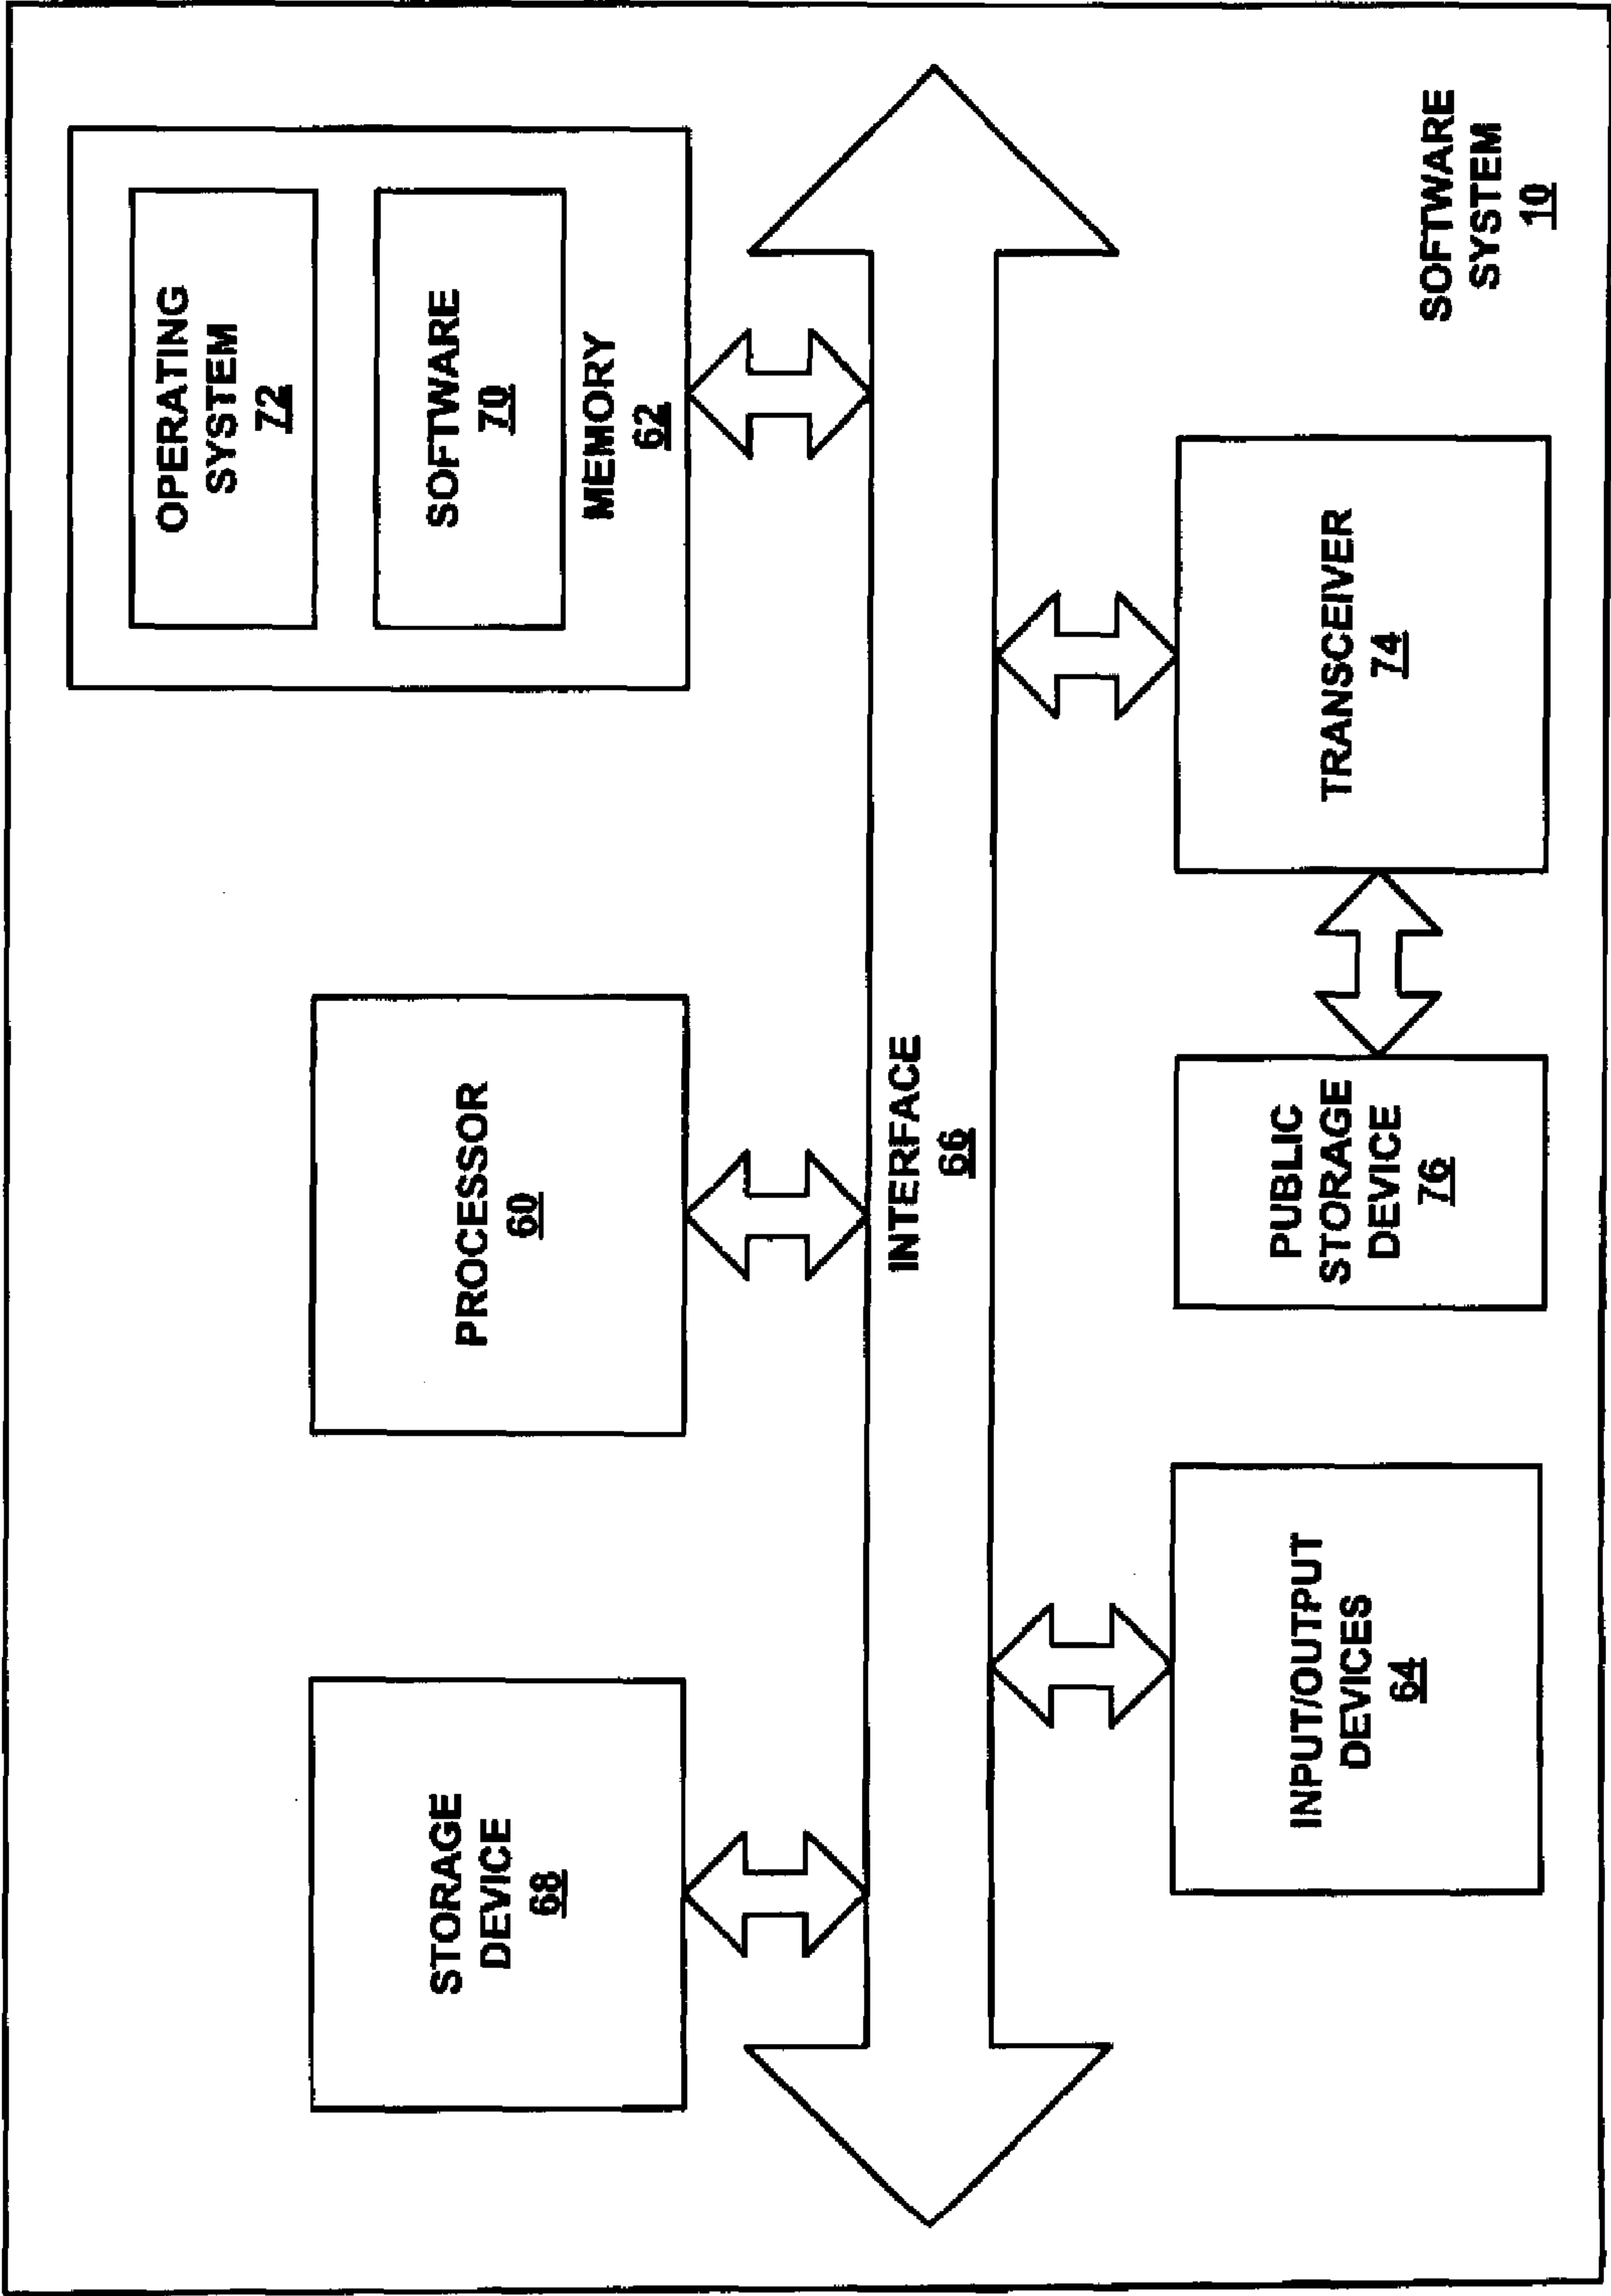 STORAGE
DEVICE
68
PROCESSOR
60
OPERATING
SYSTEM
72
SOFTWARE
70
MEMORY
62
INTERFACE
66
INPUT/OUTPUT
DEVICES
64
PUBLIC
STORAGE
DEVICE
76
TRANSCEIVER
74
SOFTWARE
SYSTEM
10